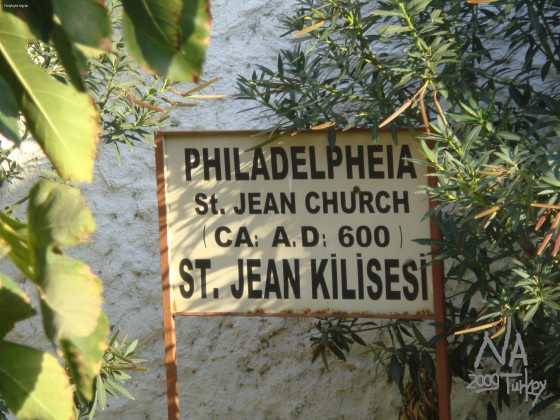 PHILADELPHEIA
St. JEAN CHURCH
( CA: A.D: 600 )
ST. JEAN KİLİSESİ
NA
2009 Turkey